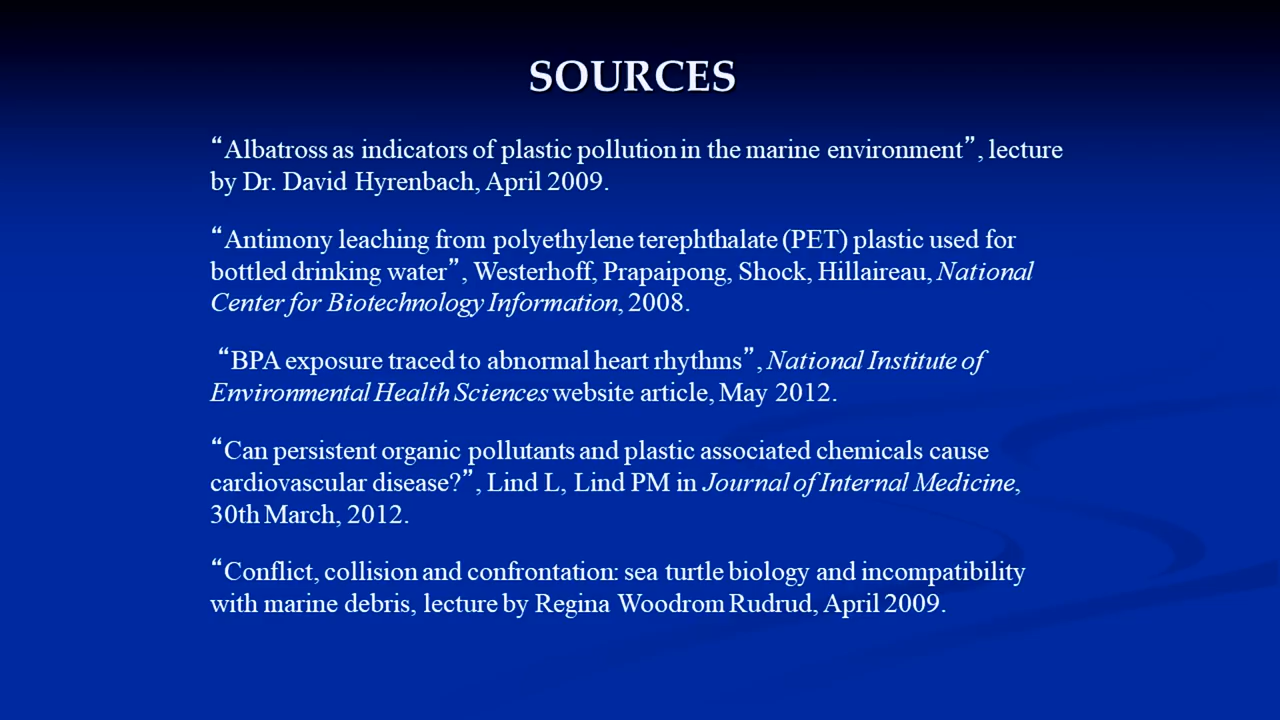 SOURCES
“Albatross as indicators of plastic pollution in the marine environment”, lecture
by Dr. David Hyrenbach, April 2009.
“Antimony leaching from polyethylene terephthalate (PET) plastic used for
bottled drinking water”, Westerhoff, Prapaipong, Shock, Hillaireau, National
Center for Biotechnology Information, 2008.
“BPA exposure traced to abnormal heart rhythms”, National Institute of
Environmental Health Sciences website article, May 2012.
“Can persistent organic pollutants and plastic associated chemicals cause
cardiovascular disease?”, Lind L, Lind PM in Journal of Internal Medicine,
30th March, 2012.
“Conflict, collision and confrontation: sea turtle biology and incompatibility
with marine debris, lecture by Regina Woodrom Rudrud, April 2009.